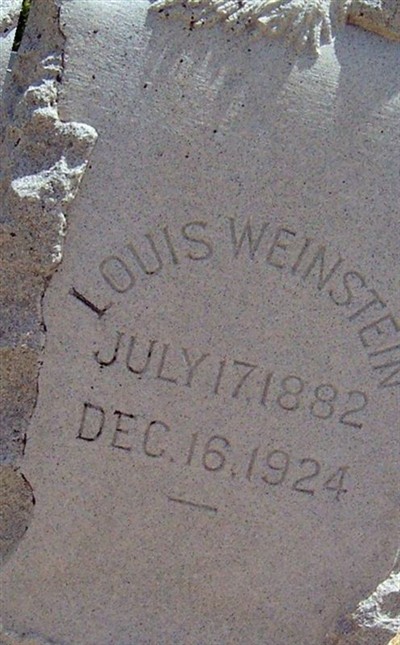 LOUIS WEINSTEIN
JULY 17, 1882
DEC. 16, 1924